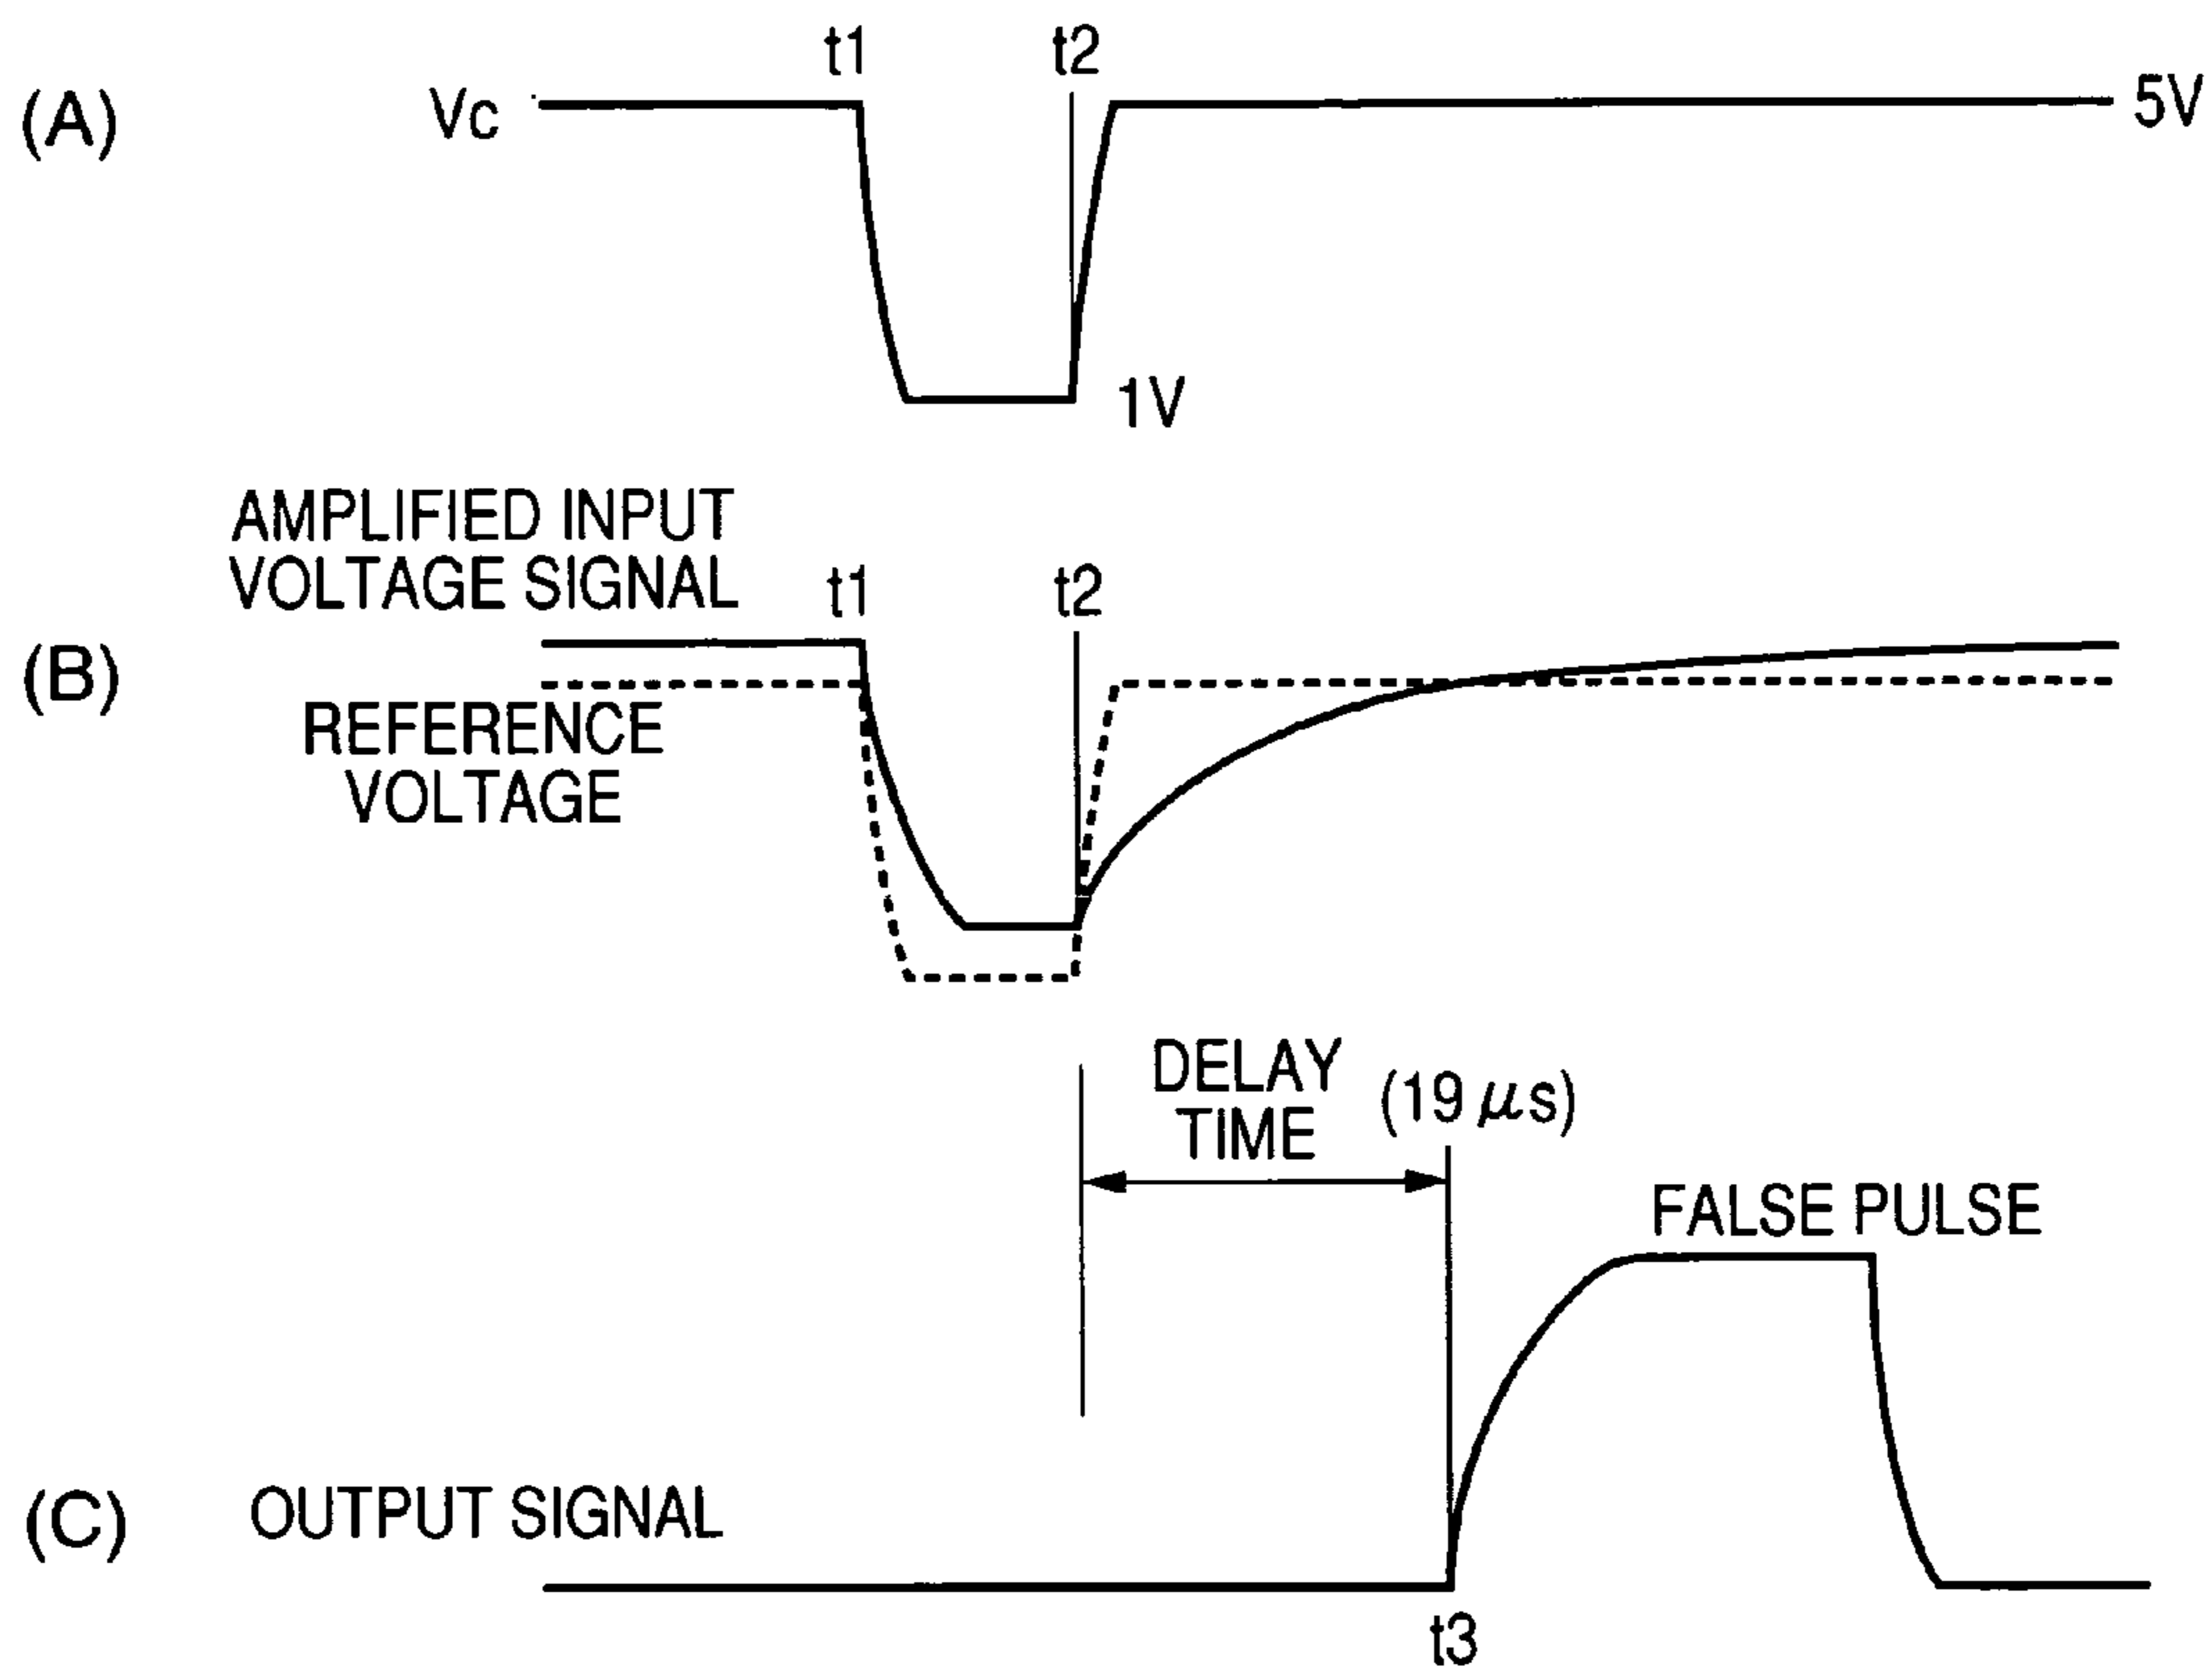 t1
t2
(A)
Vc
5V
1V
AMPLIFIED INPUT
VOLTAGE SIGNAL
t1
t2
(B)
REFERENCE
VOLTAGE
DELAY
TIME
(19 μs)
FALSE PULSE
(C)
OUTPUT SIGNAL
t3